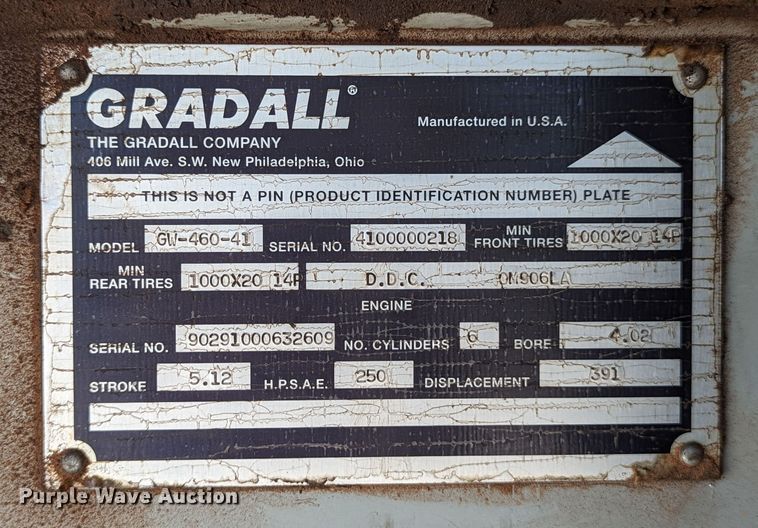 GRADALL®
Manufactured in U.S.A.
THE GRADALL COMPANY
406 Mill Ave. S.W. New Philadelphia, Ohio
THIS IS NOT A PIN (PRODUCT IDENTIFICATION NUMBER) PLATE
MODEL GW-460-41 SERIAL NO. 4100000218 MIN FRONT TIRES 1000X20 14P
MIN REAR TIRES 1000X20 14P D.D.C. OM906LA
ENGINE
SERIAL NO. 90291000632609 NO. CYLINDERS 6 BORE 4.02
STROKE 5.12 H.P.S.A.E. 250 DISPLACEMENT 391
Purple Wave Auction